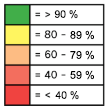 = > 90 %
= 80 - 89 %
= 60 - 79 %
= 40 - 59 %
= < 40 %